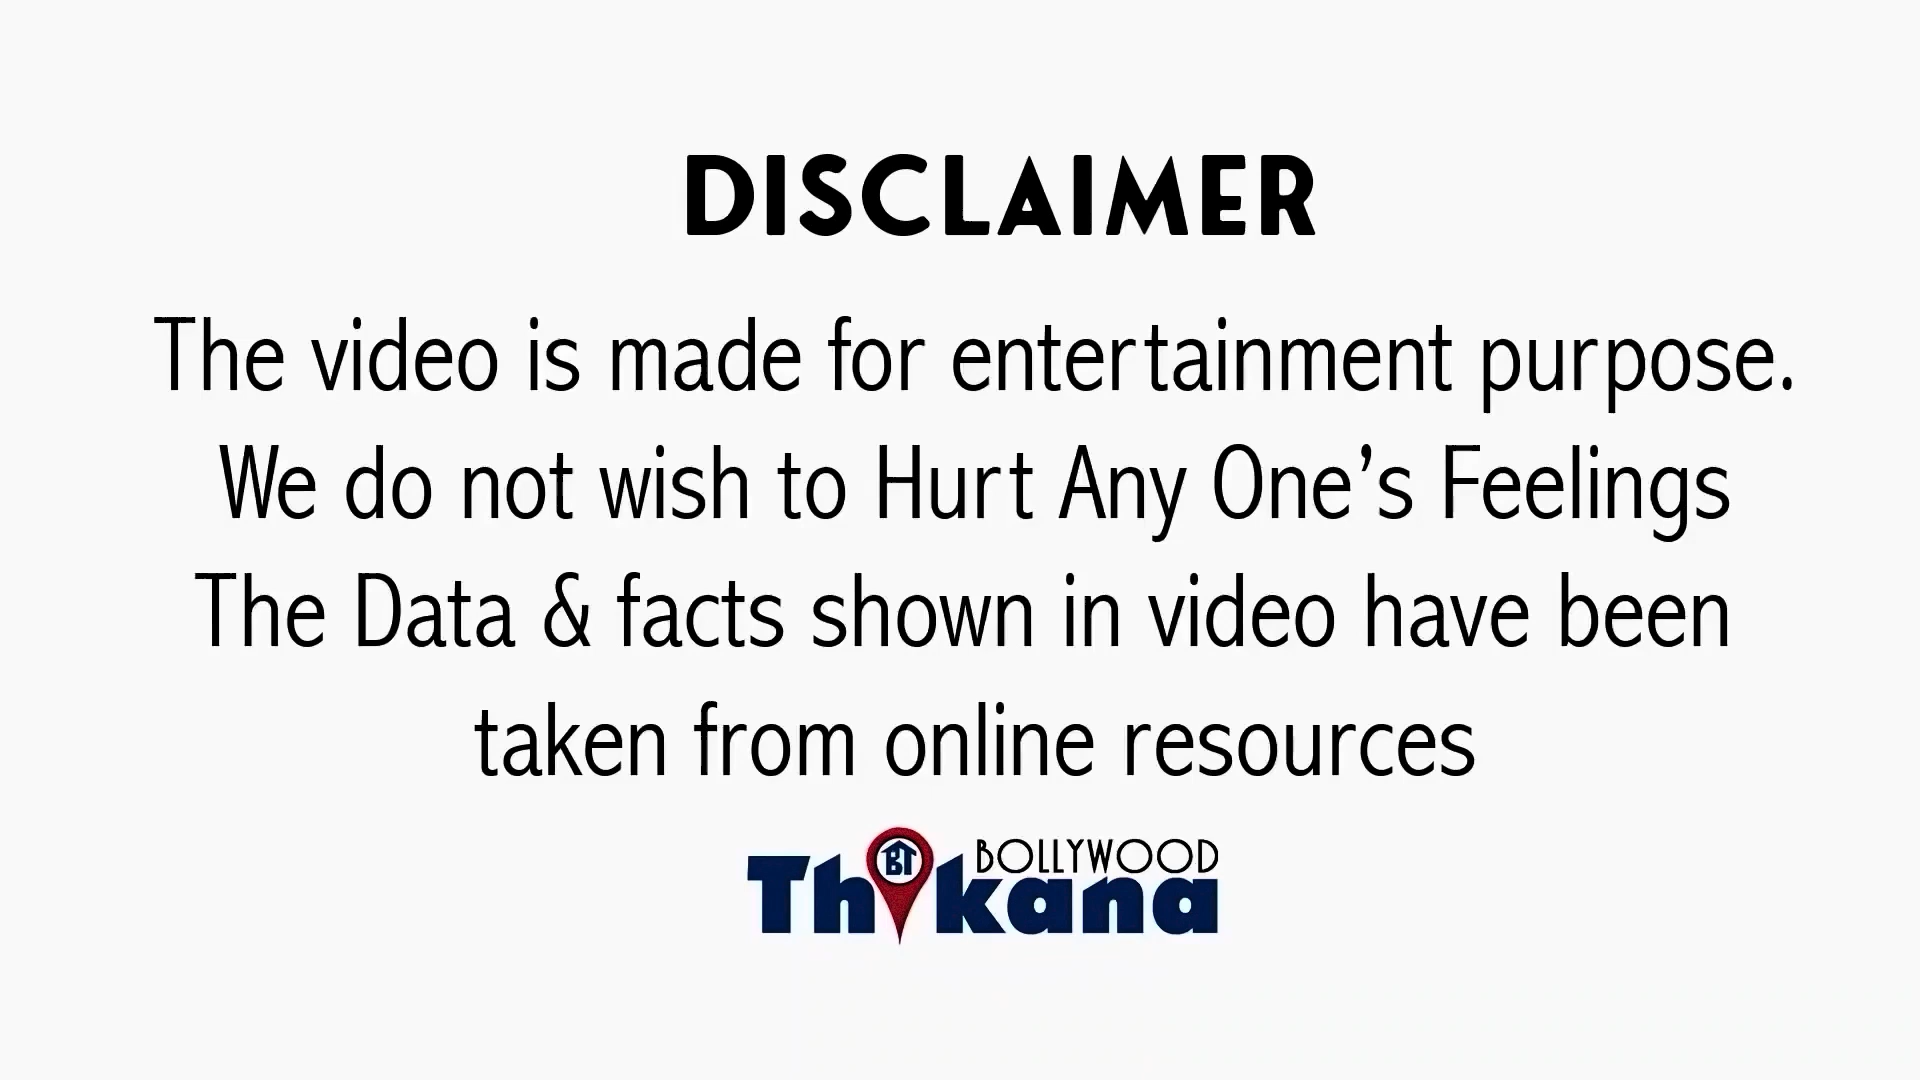 DISCLAIMER
The video is made for entertainment purpose.
We do not wish to Hurt Any One’s Feelings
The Data & facts shown in video have been
taken from online resources
BT
BOLLYWOOD
Thikana